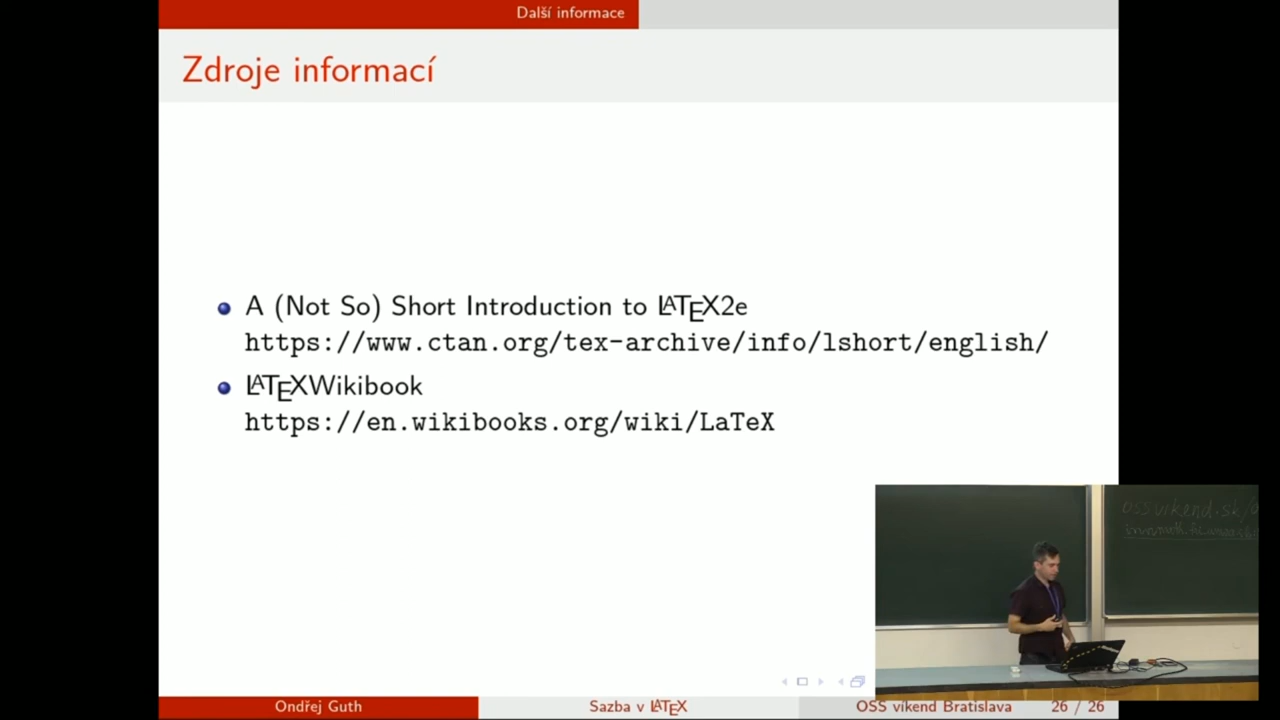 Další informace
Zdroje informací
A (Not So) Short Introduction to LATEX2e
https://www.ctan.org/tex-archive/info/lshort/english/
LATEXWikibook
https://en.wikibooks.org/wiki/LaTeX
Ondřej Guth
Sazba v LATEX
OSS víkend Bratislava
26 / 26